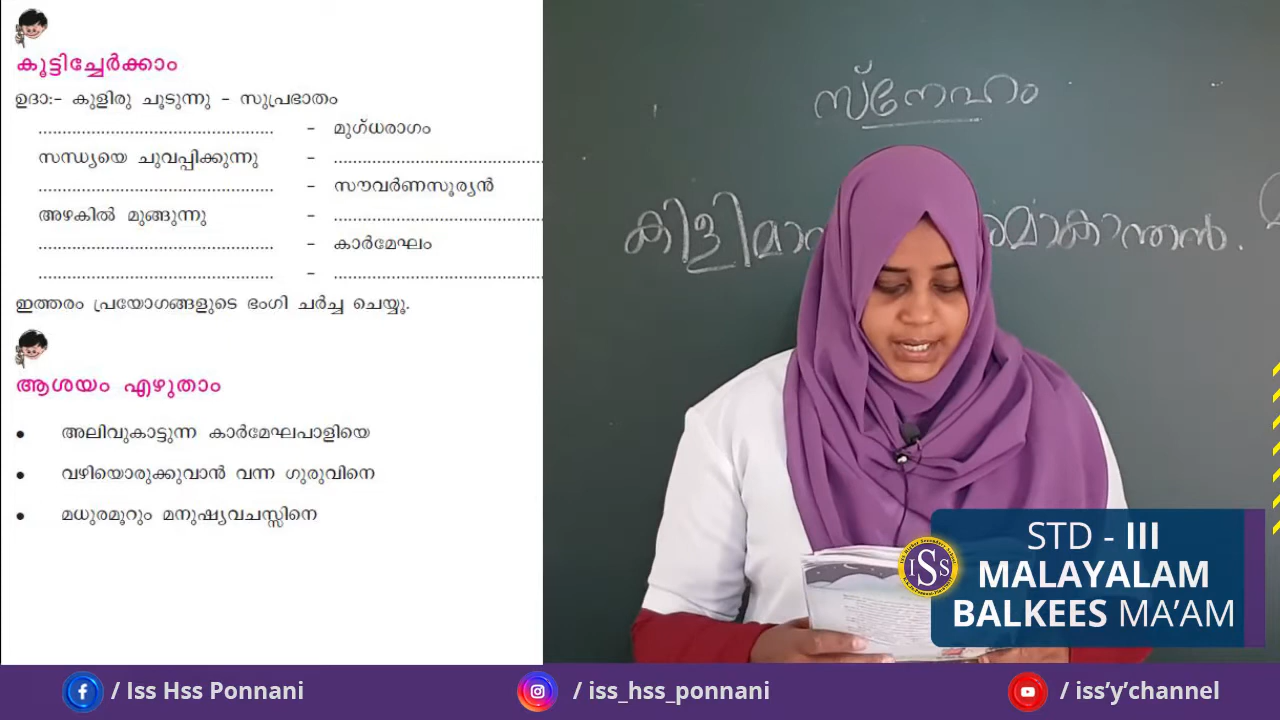 കൂട്ടിച്ചേർക്കാം
ഉദാ:- കുളിരു ചൂടുന്നു - സുപ്രഭാതം
................................................. - മുഗ്ധരാഗം
സന്ധ്യയെ ചുവപ്പിക്കുന്നു - .............................................
................................................. - സൗവർണസൂര്യൻ
അഴകിൽ മുങ്ങുന്നു - .............................................
................................................. - കാർമേഘം
................................................. - .............................................
ഇത്തരം പ്രയോഗങ്ങളുടെ ഭംഗി ചർച്ച ചെയ്യൂ.
ആശയം എഴുതാം
● അലിവുകാട്ടുന്ന കാർമേഘപാളിയെ
● വഴിയൊരുക്കുവാൻ വന്ന ഗുരുവിനെ
● മധുരമൂറും മനുഷ്യവചസ്സിനെ
സ്നേഹം
STD - III
MALAYALAM
BALKEES MA'AM
ISS
/ Iss Hss Ponnani
/ iss_hss_ponnani
/ iss'y'channel